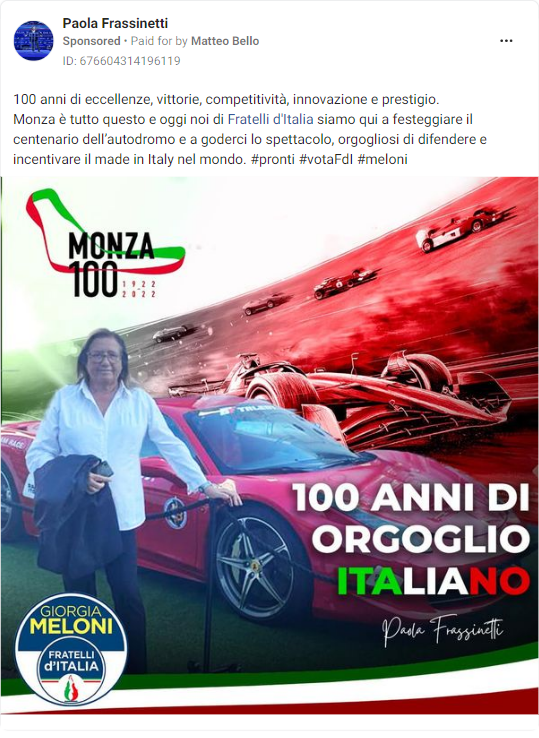 Paola Frassinetti
Sponsored • Paid for by Matteo Bello
ID: 676604314196119
100 anni di eccellenze, vittorie, competitività, innovazione e prestigio.
Monza è tutto questo e oggi noi di Fratelli d'Italia siamo qui a festeggiare il
centenario dell'autodromo e a goderci lo spettacolo, orgogliosi di difendere e
incentivare il made in Italy nel mondo. #pronti #votaFdI #meloni
MONZA
100 1922
2022
100 ANNI DI
ORGOGLIO
ITALIANO
Paola Frassinetti
GIORGIA
MELONI
FRATELLI
d'ITALIA